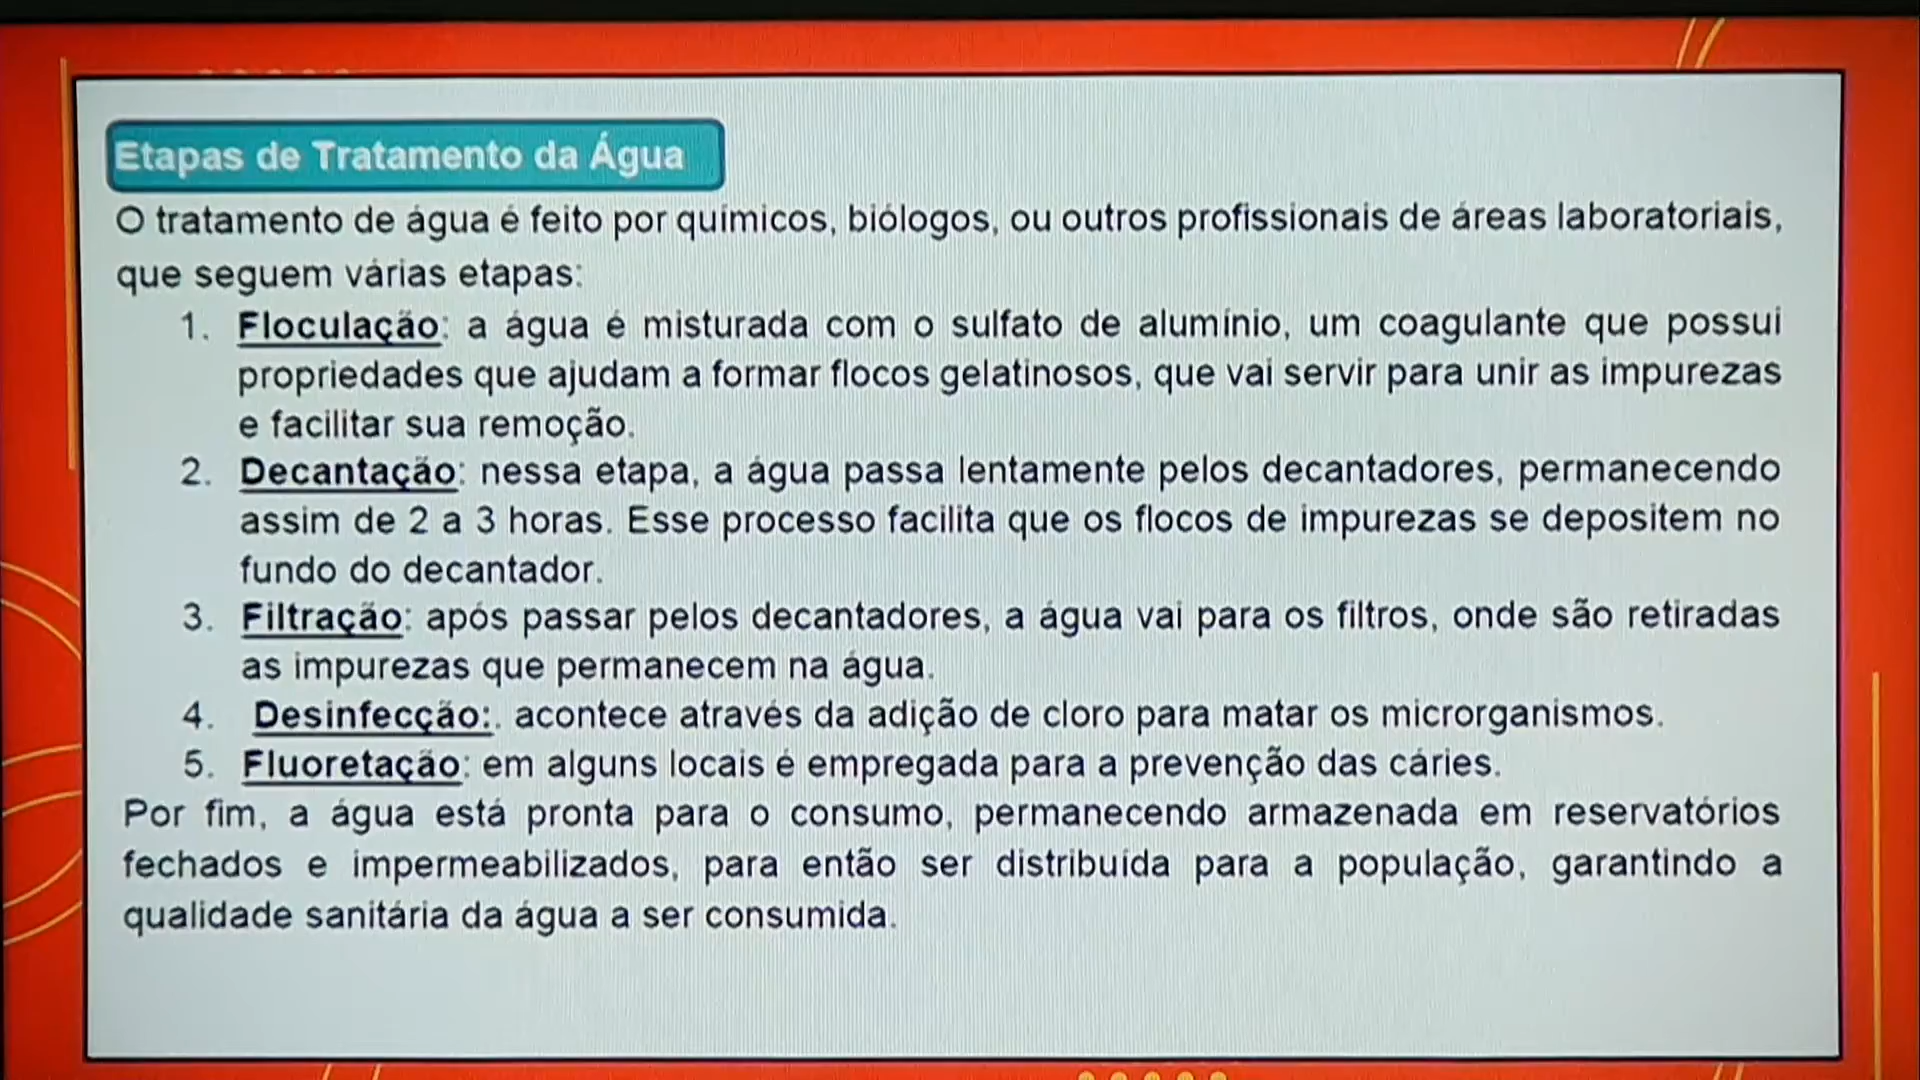 Etapas de Tratamento da Água
O tratamento de água é feito por químicos, biólogos, ou outros profissionais de áreas laboratoriais,
que seguem várias etapas:
1. Floculação: a água é misturada com o sulfato de alumínio, um coagulante que possui
propriedades que ajudam a formar flocos gelatinosos, que vai servir para unir as impurezas
e facilitar sua remoção.
2. Decantação: nessa etapa, a água passa lentamente pelos decantadores, permanecendo
assim de 2 a 3 horas. Esse processo facilita que os flocos de impurezas se depositem no
fundo do decantador.
3. Filtração: após passar pelos decantadores, a água vai para os filtros, onde são retiradas
as impurezas que permanecem na água.
4. Desinfecção:. acontece através da adição de cloro para matar os microrganismos.
5. Fluoretação: em alguns locais é empregada para a prevenção das cáries.
Por fim, a água está pronta para o consumo, permanecendo armazenada em reservatórios
fechados e impermeabilizados, para então ser distribuída para a população, garantindo a
qualidade sanitária da água a ser consumida.